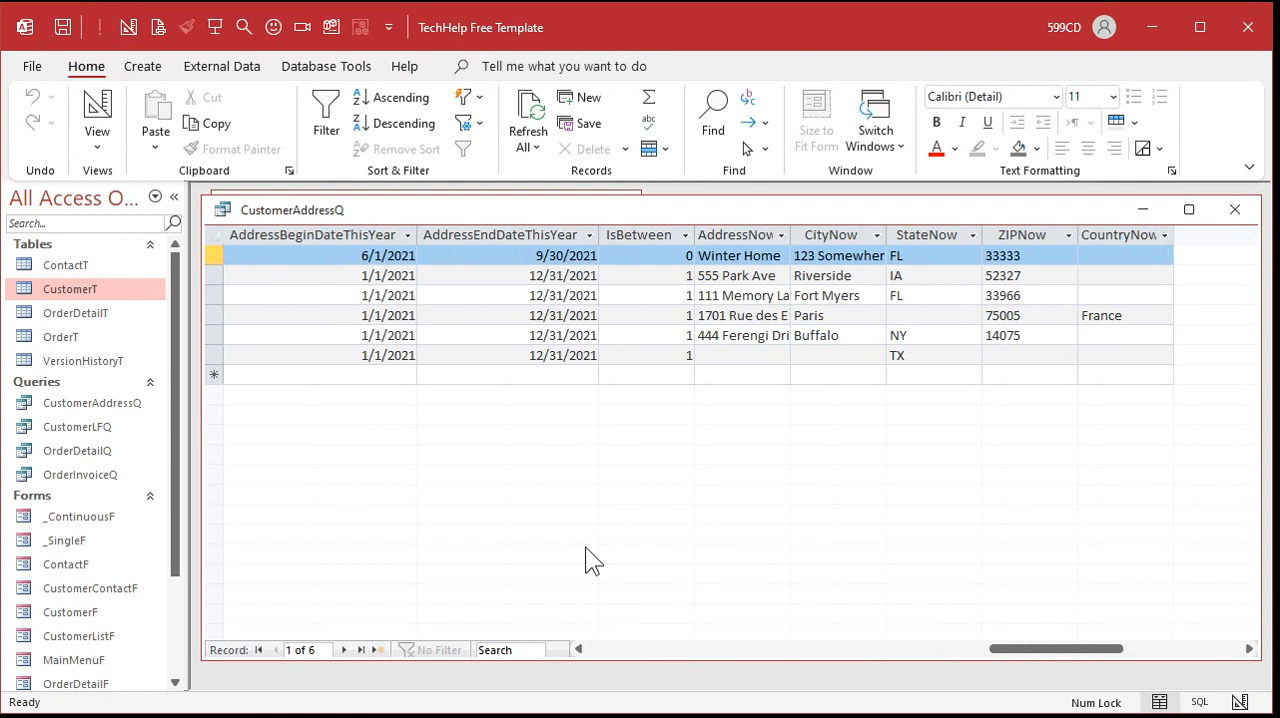 TechHelp Free Template
599CD
File Home Create External Data Database Tools Help Tell me what you want to do
View
Paste
Cut
Copy
Format Painter
Filter
Ascending
Descending
Remove Sort
Refresh
All
New
Save
Delete
Find
Size to
Fit Form
Switch
Windows
Calibri (Detail) 11
B I U
Undo Views Clipboard Sort & Filter Records Find Window Text Formatting
All Access O...
Search...
Tables
ContactT
CustomerT
OrderDetailT
OrderT
VersionHistoryT
Queries
CustomerAddressQ
CustomerLFQ
OrderDetailQ
OrderInvoiceQ
Forms
_ContinuousF
_SingleF
ContactF
CustomerContactF
CustomerF
CustomerListF
MainMenuF
OrderDetailF
CustomerAddressQ
AddressBeginDateThisYear AddressEndDateThisYear IsBetween AddressNow CityNow StateNow ZIPNow CountryNow
6/1/2021 9/30/2021 0 Winter Home 123 Somewher FL 33333
1/1/2021 12/31/2021 1 555 Park Ave Riverside IA 52327
1/1/2021 12/31/2021 1 111 Memory La Fort Myers FL 33966
1/1/2021 12/31/2021 1 1701 Rue des E Paris 75005 France
1/1/2021 12/31/2021 1 444 Ferengi Dri Buffalo NY 14075
1/1/2021 12/31/2021 1 TX
Record: 1 of 6 No Filter Search
Ready
Num Lock
SQL